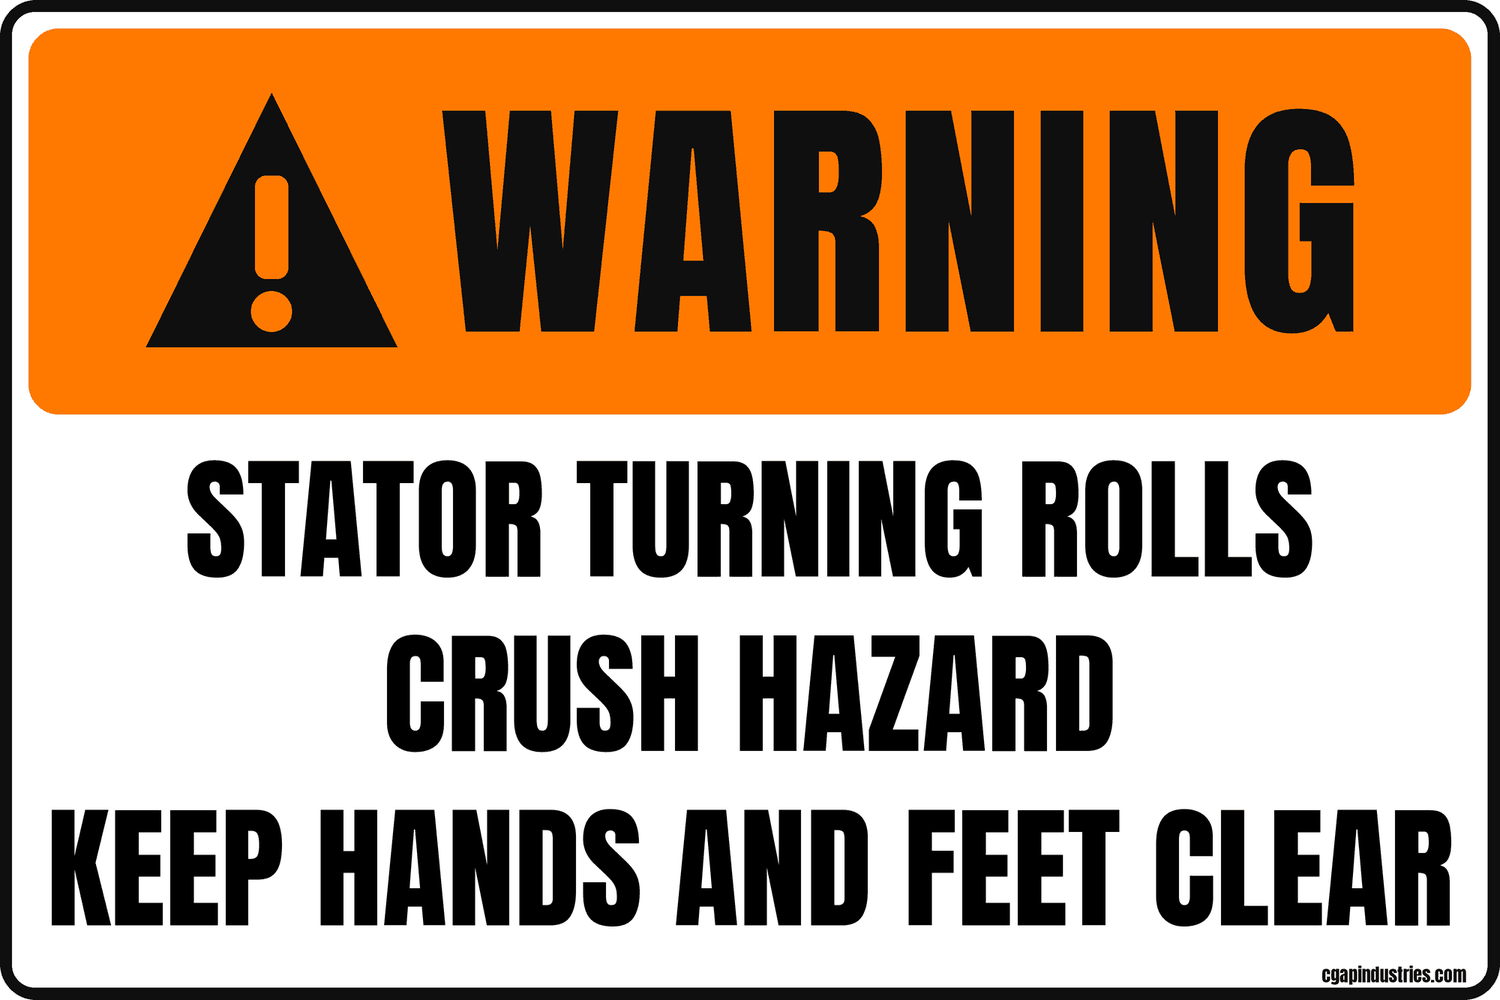 WARNING
STATOR TURNING ROLLS
CRUSH HAZARD
KEEP HANDS AND FEET CLEAR
cgapindustries.com